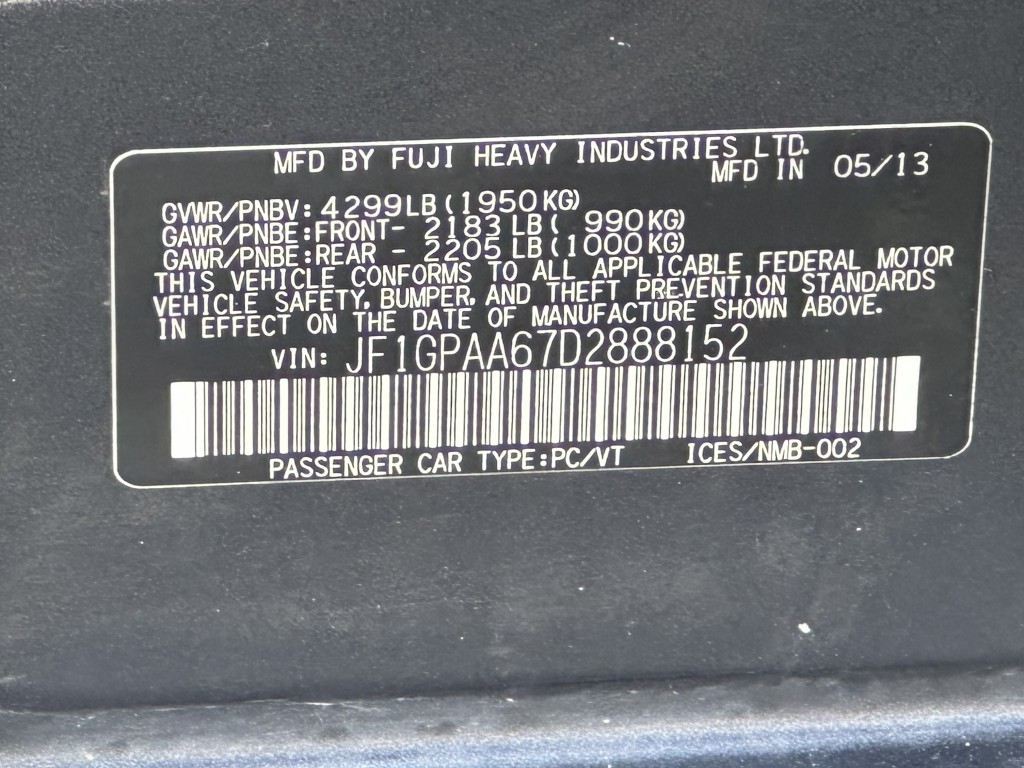 MFD BY FUJI HEAVY INDUSTRIES LTD.
MFD IN 05/13
GVWR/PNBV: 4299LB (1950KG)
GAWR/PNBE:FRONT- 2183 LB ( 990KG)
GAWR/PNBE:REAR - 2205 LB (1000KG)
THIS VEHICLE CONFORMS TO ALL APPLICABLE FEDERAL MOTOR
VEHICLE SAFETY, BUMPER, AND THEFT PREVENTION STANDARDS
IN EFFECT ON THE DATE OF MANUFACTURE SHOWN ABOVE.
VIN: JF1GPAA67D2888152
PASSENGER CAR TYPE:PC/VT ICES/NMB-002